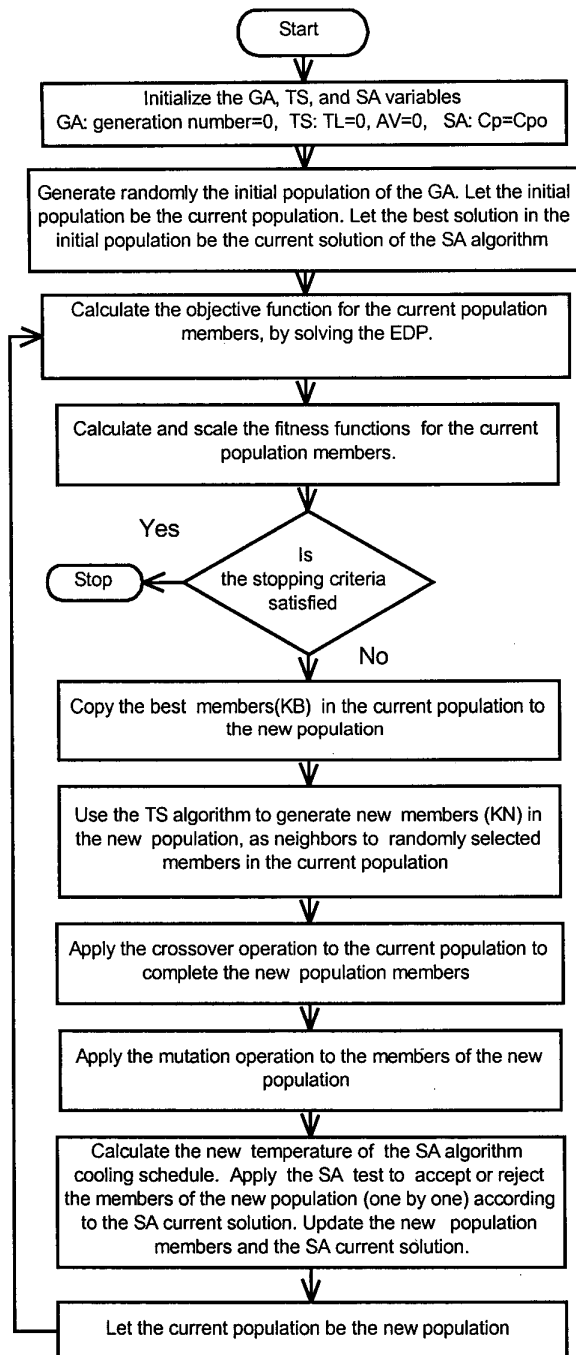 Start
Initialize the GA, TS, and SA variables
GA: generation number=0, TS: TL=0, AV=0, SA: Cp=Cpo
Generate randomly the initial population of the GA. Let the initial
population be the current population. Let the best solution in the
initial population be the current solution of the SA algorithm
Calculate the objective function for the current population
members, by solving the EDP.
Calculate and scale the fitness functions for the current
population members.
Yes
Is
the stopping criteria
satisfied
Stop
No
Copy the best members(KB) in the current population to
the new population
Use the TS algorithm to generate new members (KN) in
the new population, as neighbors to randomly selected
members in the current population
Apply the crossover operation to the current population to
complete the new population members
Apply the mutation operation to the members of the new
population
Calculate the new temperature of the SA algorithm
cooling schedule. Apply the SA test to accept or reject
the members of the new population (one by one) according
to the SA current solution. Update the new population
members and the SA current solution.
Let the current population be the new population